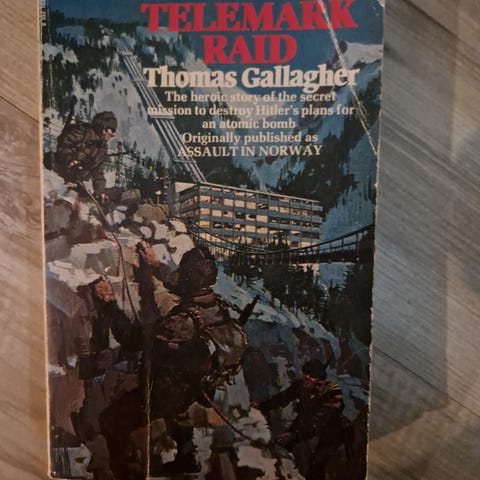 TELEMARK
RAID
Thomas Gallagher
The heroic story of the secret
mission to destroy Hitler's plans for
an atomic bomb
Originally published as
ASSAULT IN NORWAY